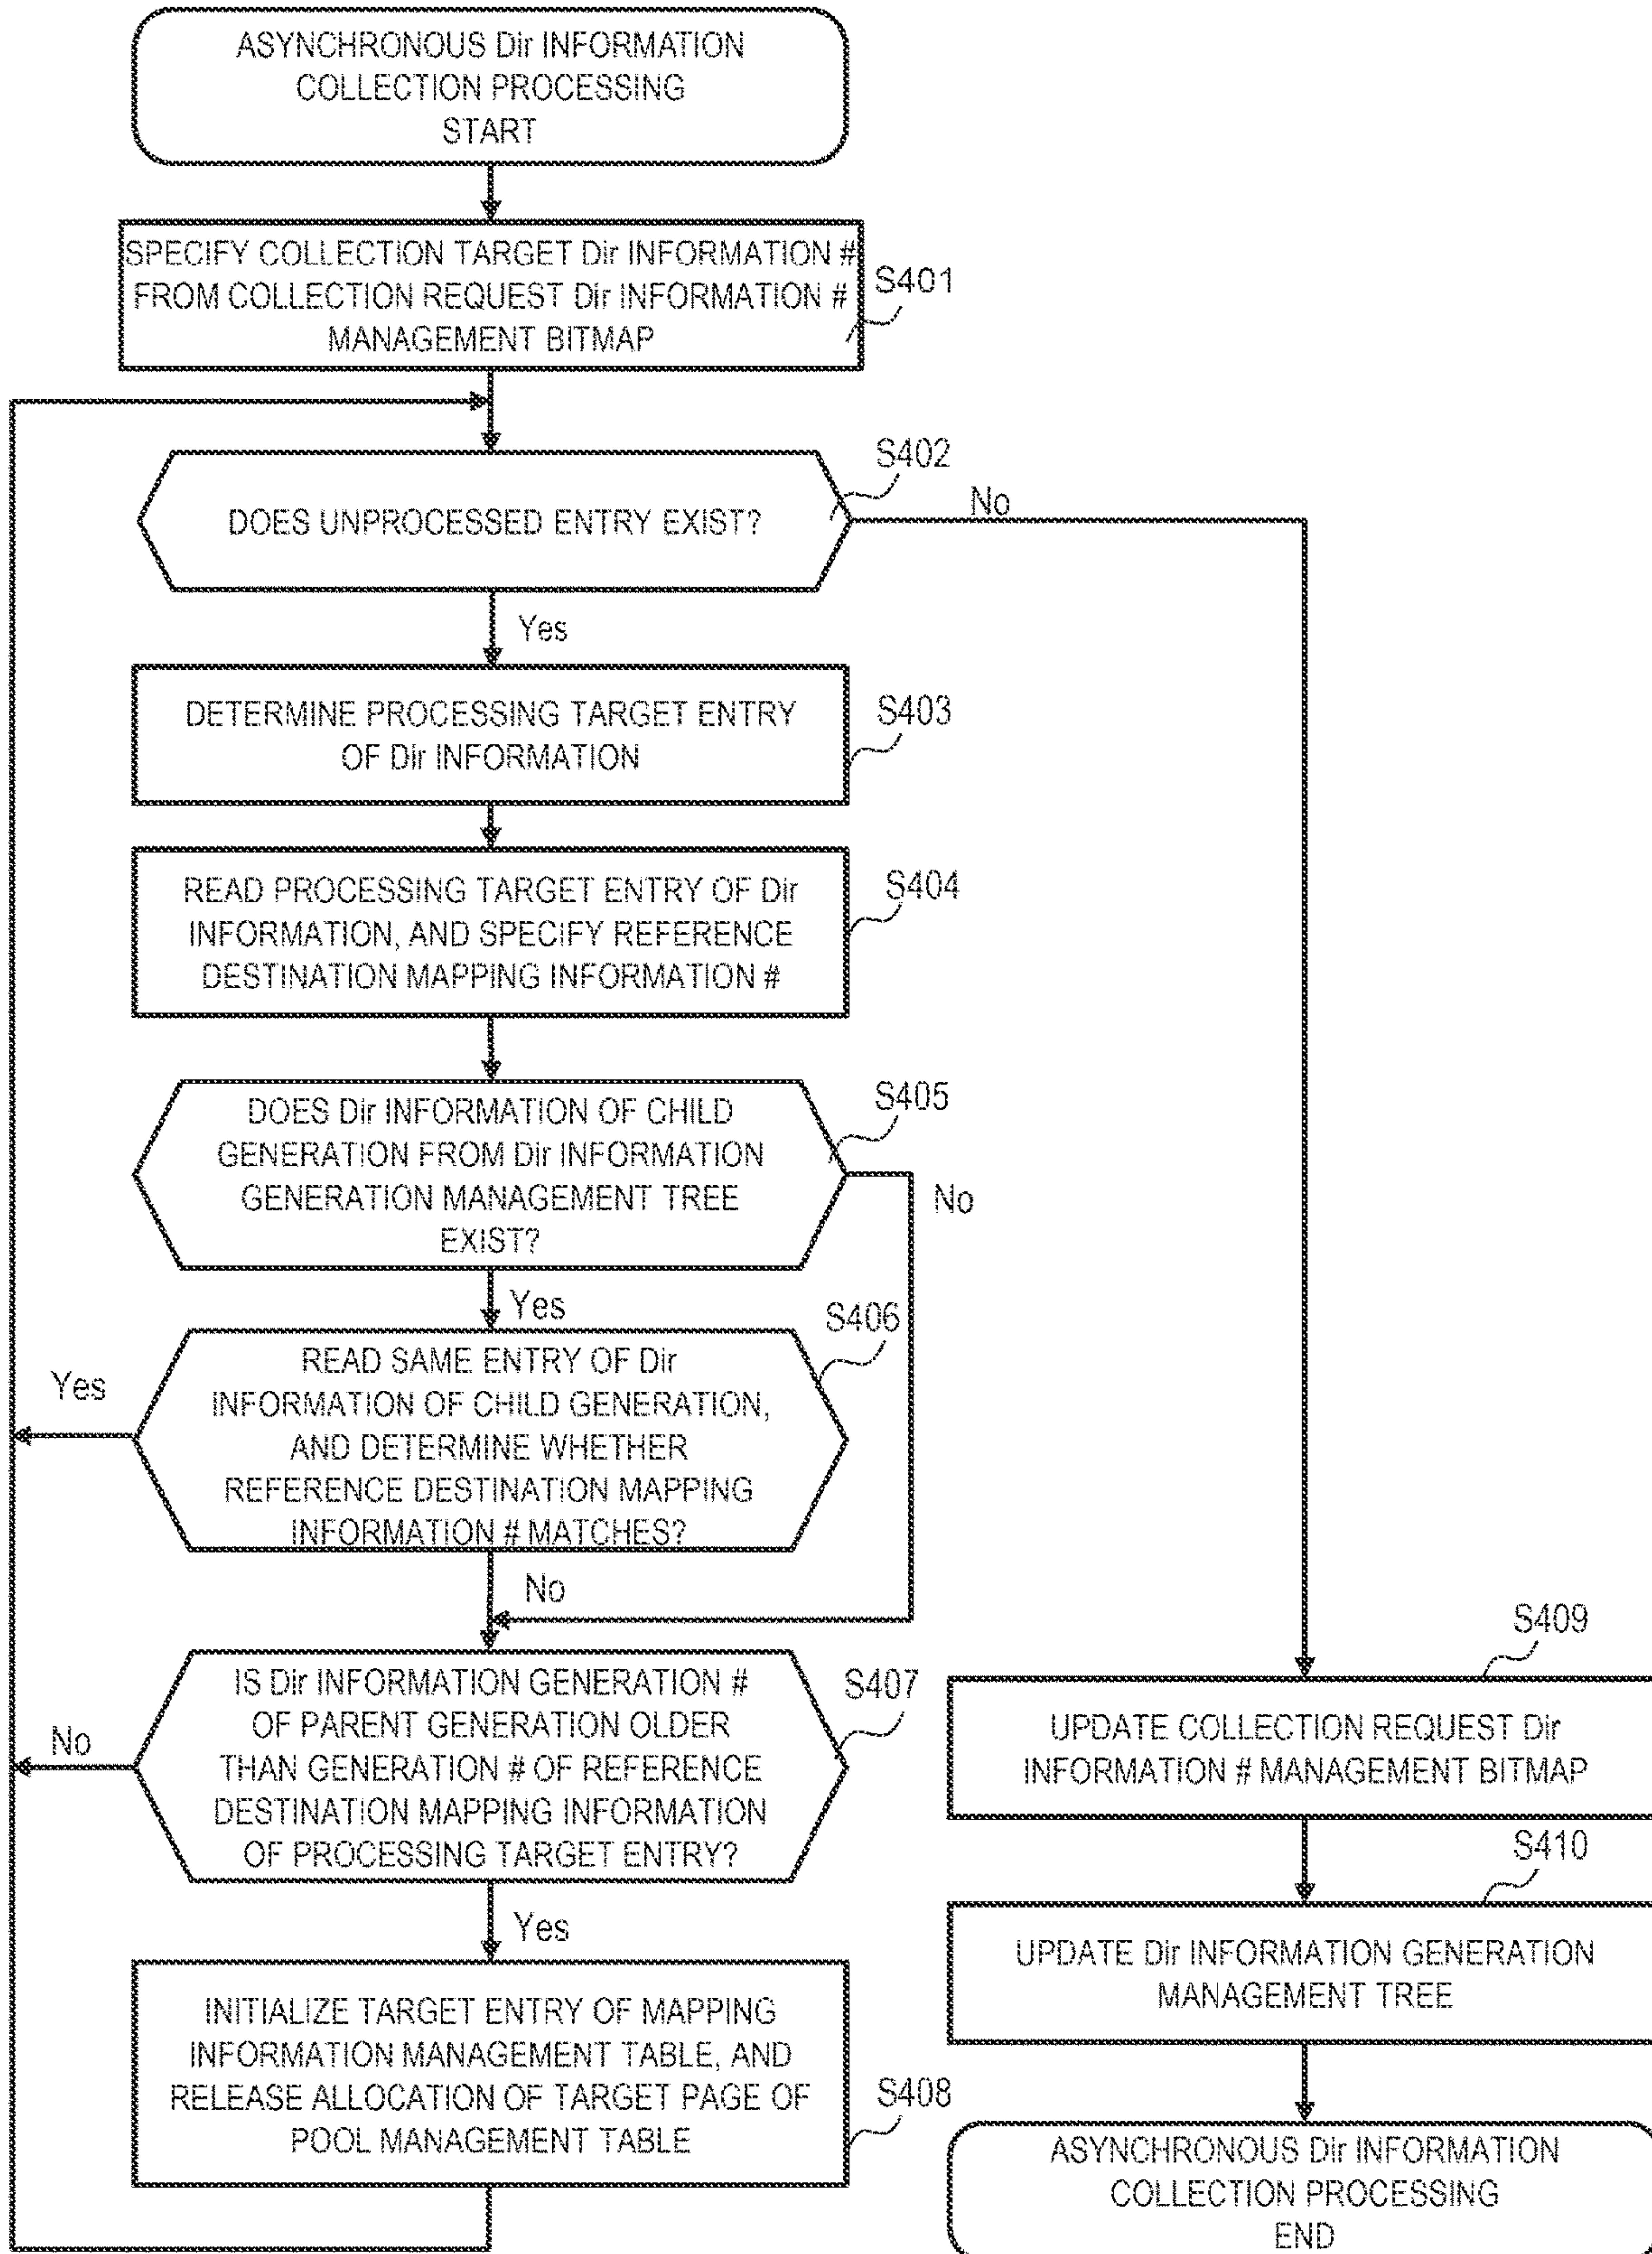 ASYNCHRONOUS Dir INFORMATION
COLLECTION PROCESSING
START
SPECIFY COLLECTION TARGET Dir INFORMATION #
FROM COLLECTION REQUEST Dir INFORMATION #
MANAGEMENT BITMAP
S401
DOES UNPROCESSED ENTRY EXIST?
S402
No
Yes
DETERMINE PROCESSING TARGET ENTRY
OF Dir INFORMATION
S403
READ PROCESSING TARGET ENTRY OF Dir
INFORMATION, AND SPECIFY REFERENCE
DESTINATION MAPPING INFORMATION #
S404
DOES Dir INFORMATION OF CHILD
GENERATION FROM Dir INFORMATION
GENERATION MANAGEMENT TREE
EXIST?
S405
No
Yes
READ SAME ENTRY OF Dir
INFORMATION OF CHILD GENERATION,
AND DETERMINE WHETHER
REFERENCE DESTINATION MAPPING
INFORMATION # MATCHES?
S406
Yes
No
IS Dir INFORMATION GENERATION #
OF PARENT GENERATION OLDER
THAN GENERATION # OF REFERENCE
DESTINATION MAPPING INFORMATION
OF PROCESSING TARGET ENTRY?
S407
No
Yes
INITIALIZE TARGET ENTRY OF MAPPING
INFORMATION MANAGEMENT TABLE, AND
RELEASE ALLOCATION OF TARGET PAGE OF
POOL MANAGEMENT TABLE
S408
S409
UPDATE COLLECTION REQUEST Dir
INFORMATION # MANAGEMENT BITMAP
S410
UPDATE Dir INFORMATION GENERATION
MANAGEMENT TREE
ASYNCHRONOUS Dir INFORMATION
COLLECTION PROCESSING
END